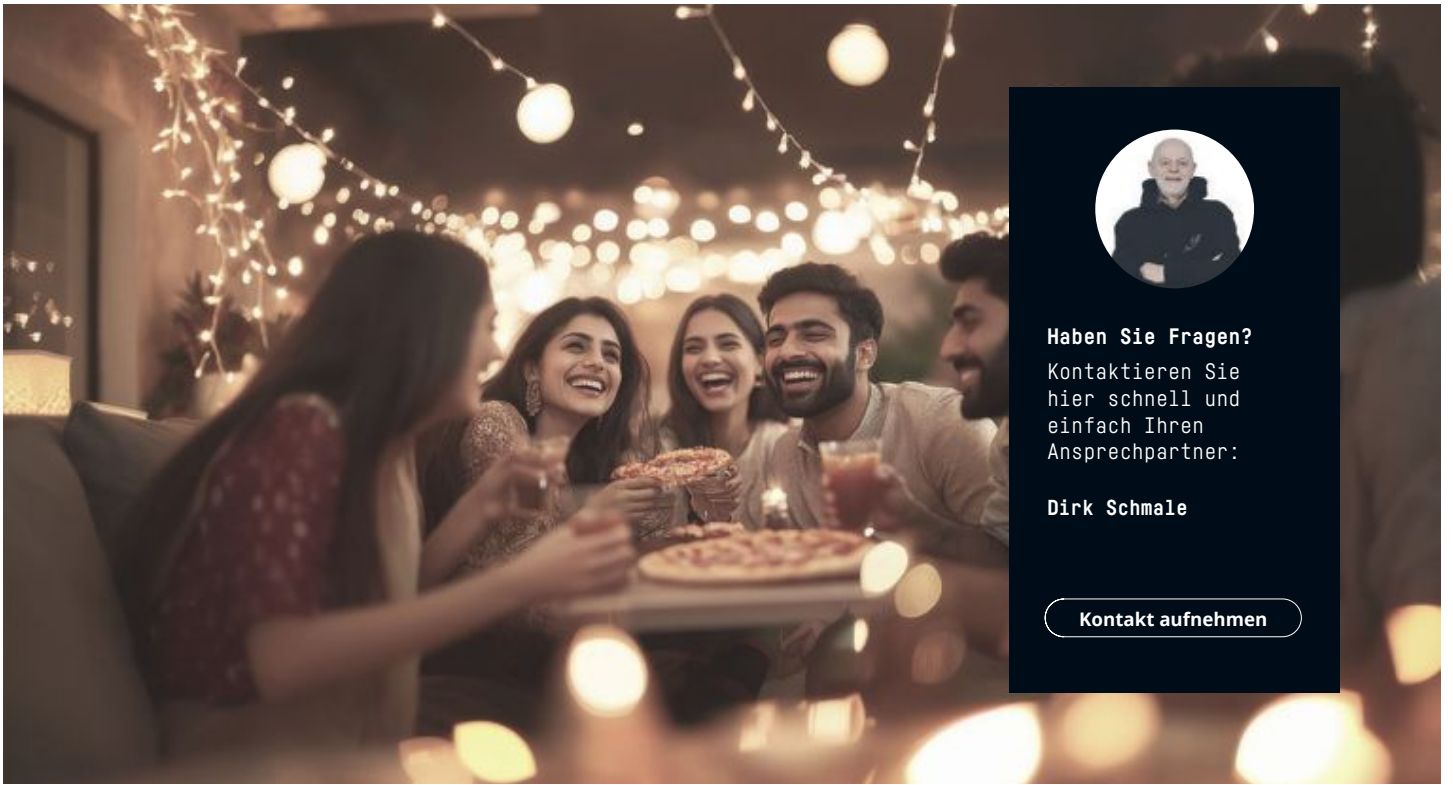 Haben Sie Fragen?
Kontaktieren Sie
hier schnell und
einfach Ihren
Ansprechpartner:
Dirk Schmale
Kontakt aufnehmen